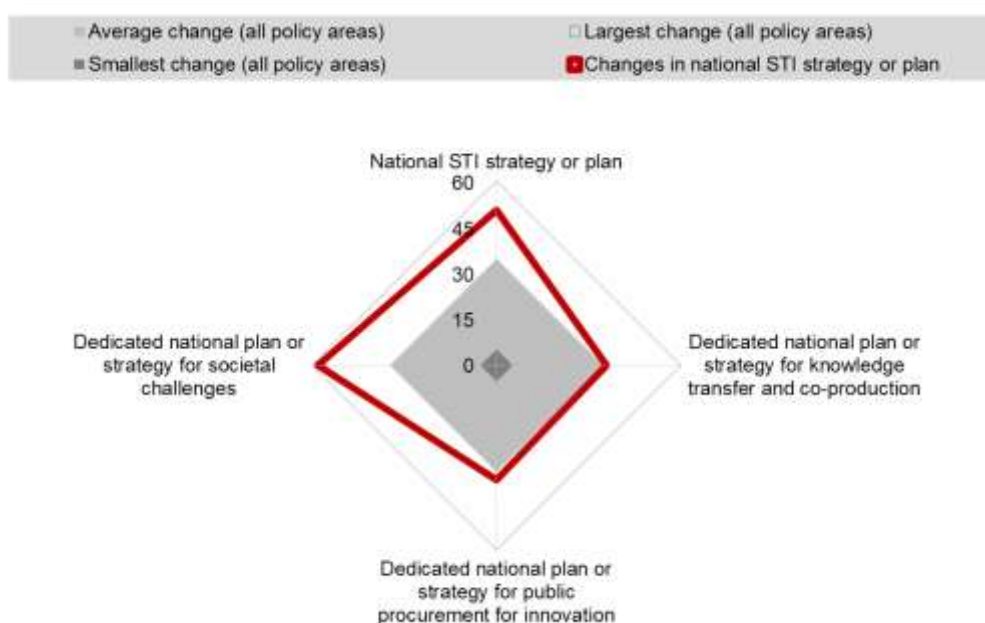 Average change (all policy areas)
Largest change (all policy areas)
Smallest change (all policy areas)
Changes in national STI strategy or plan
National STI strategy or plan
60
45
30
15
0
Dedicated national plan or
strategy for societal
challenges
Dedicated national plan or
strategy for knowledge
transfer and co-production
Dedicated national plan or
strategy for public
procurement for innovation